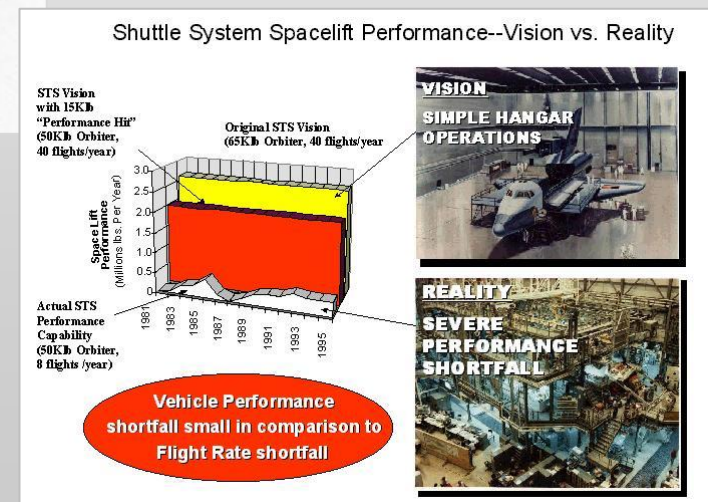 Shuttle System Spacelift Performance--Vision vs. Reality
STS Vision
with 15Klb
“Performance Hit”
(50Klb Orbiter,
40 flights/year)
Original STS Vision
(65Klb Orbiter, 40 flights/year
Space Lift
Performance
(Millions lbs. Per Year)
3.0
2.5
2.0
1.5
1.0
0.5
0
1981
1983
1985
1987
1989
1991
1993
1995
Actual STS
Performance
Capability
(50Klb Orbiter,
8 flights /year)
Vehicle Performance
shortfall small in comparison to
Flight Rate shortfall
VISION
SIMPLE HANGAR
OPERATIONS
REALITY
SEVERE
PERFORMANCE
SHORTFALL